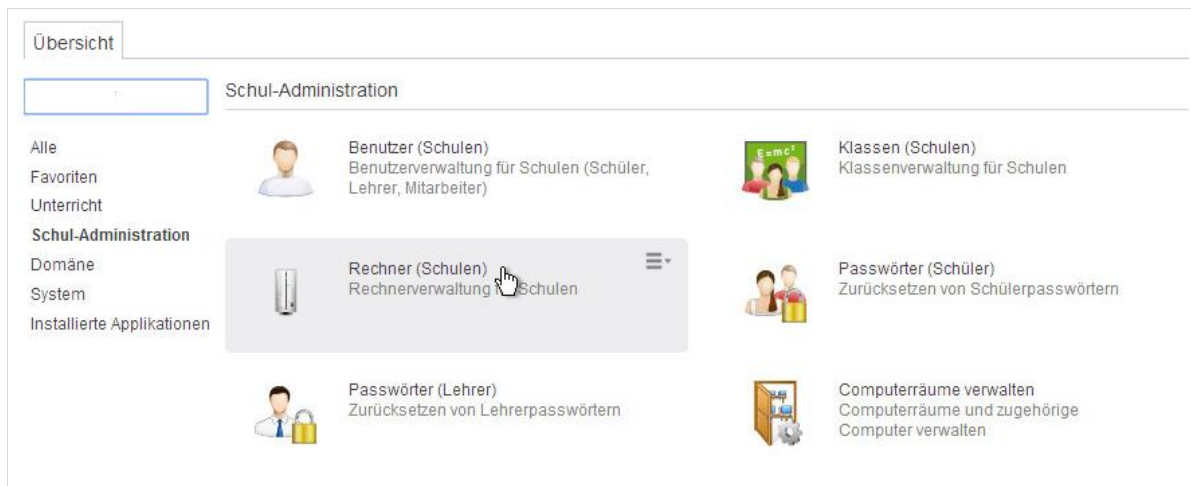 Übersicht
Schul-Administration
Alle
Favoriten
Unterricht
Schul-Administration
Domäne
System
Installierte Applikationen
Benutzer (Schulen)
Benutzerverwaltung für Schulen (Schüler,
Lehrer, Mitarbeiter)
E=mc²
Klassen (Schulen)
Klassenverwaltung für Schulen
Rechner (Schulen)
Rechnerverwaltung Schulen
Passwörter (Schüler)
Zurücksetzen von Schülerpasswörtern
Passwörter (Lehrer)
Zurücksetzen von Lehrerpasswörtern
Computerräume verwalten
Computerräume und zugehörige
Computer verwalten